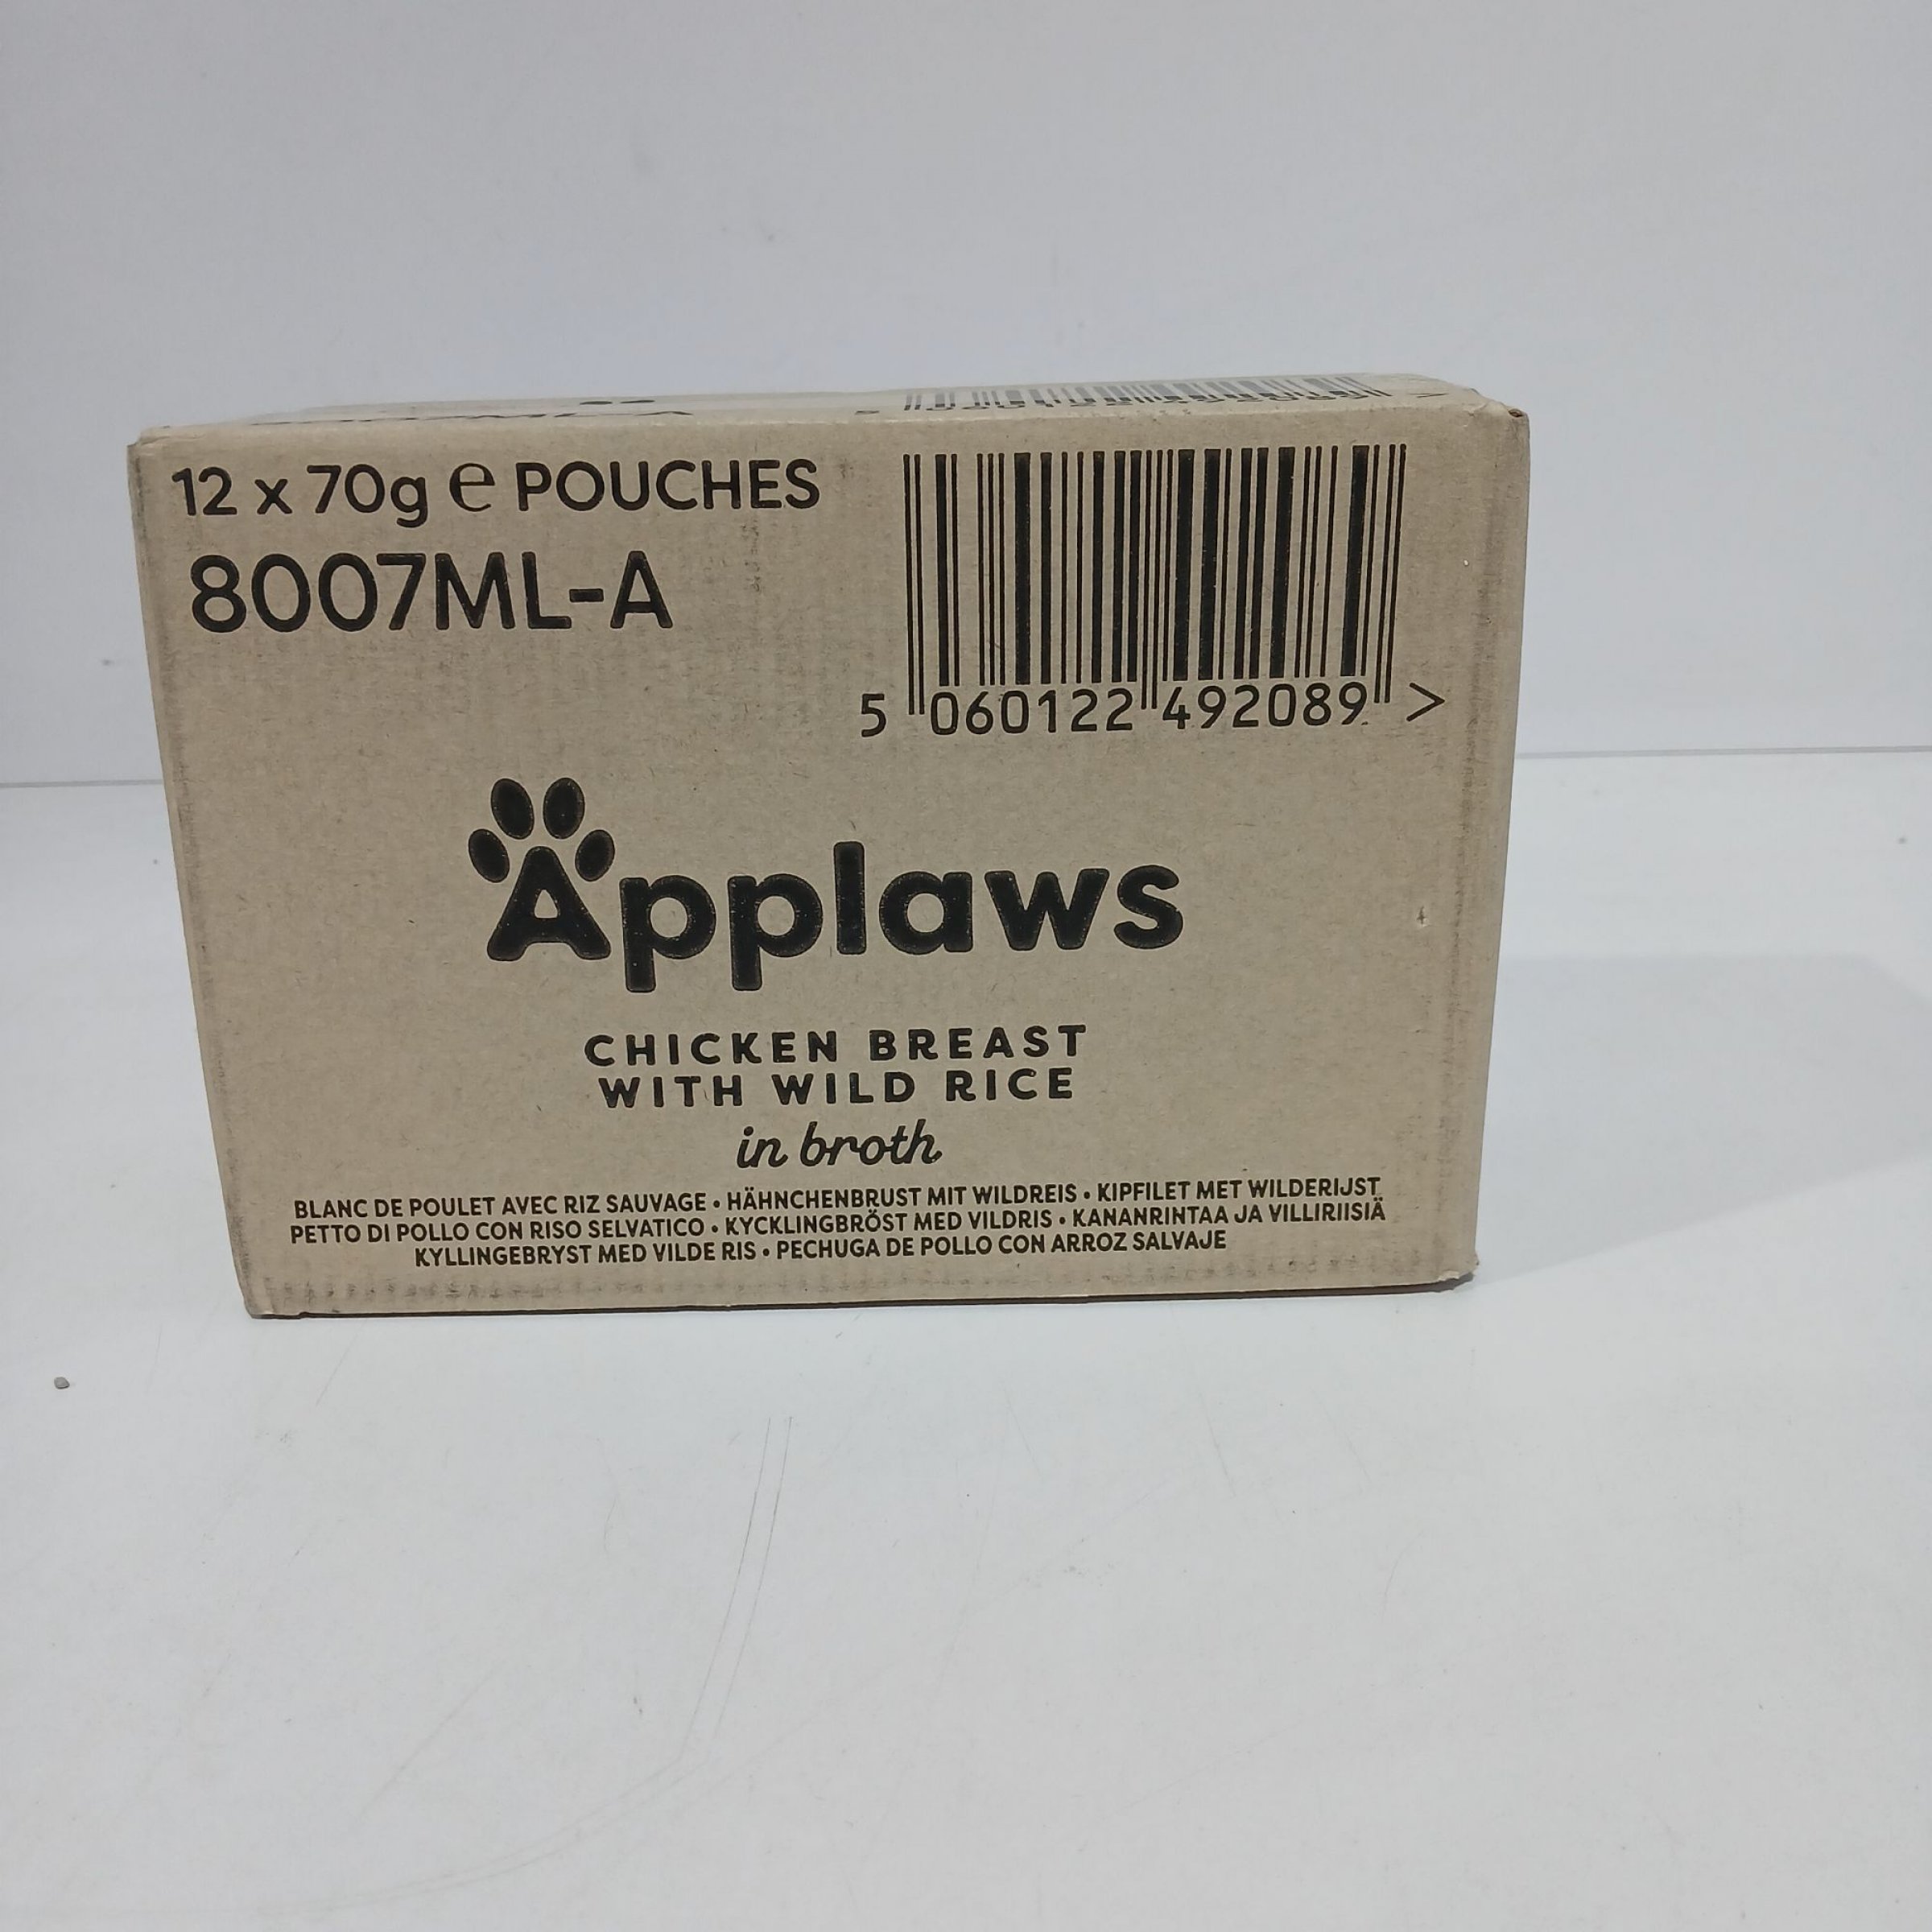 12 x 70g ℮ POUCHES
8007ML-A
5 060122 492089 >
Applaws
CHICKEN BREAST
WITH WILD RICE
in broth
BLANC DE POULET AVEC RIZ SAUVAGE • HÄHNCHENBRUST MIT WILDREIS • KIPFILET MET WILDERIJST
PETTO DI POLLO CON RISO SELVATICO • KYCKLINGBRÖST MED VILDRIS • KANANRINTAA JA VILLIRIISIÄ
KYLLINGEBRYST MED VILDE RIS • PECHUGA DE POLLO CON ARROZ SALVAJE